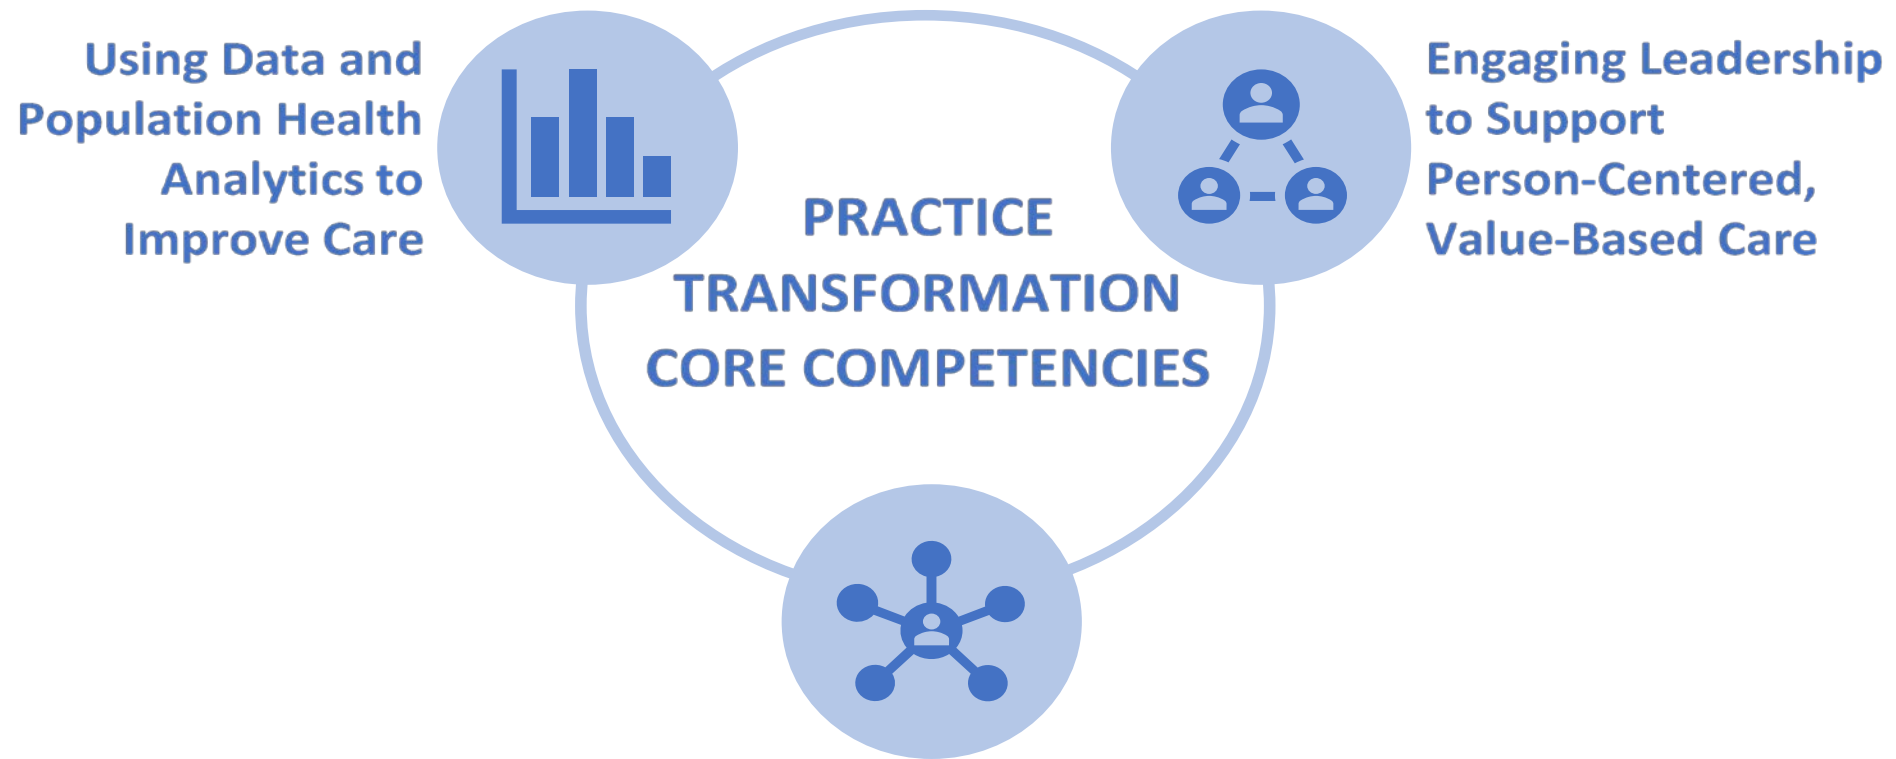 Using Data and
Population Health
Analytics to
Improve Care
PRACTICE
TRANSFORMATION
CORE COMPETENCIES
Engaging Leadership
to Support
Person-Centered,
Value-Based Care